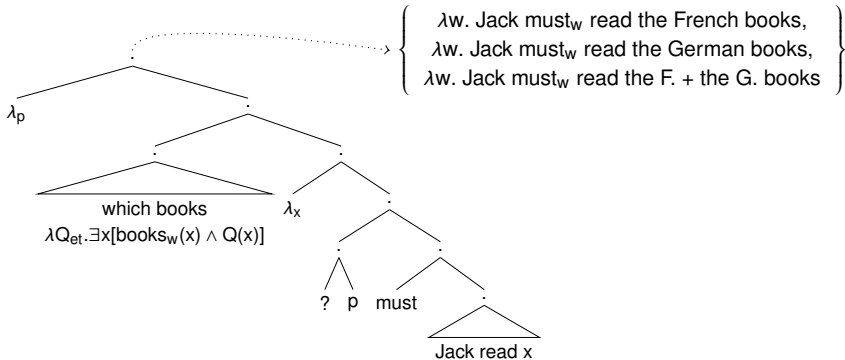 λw. Jack must_w read the French books,
λw. Jack must_w read the German books,
λw. Jack must_w read the F. + the G. books
λ_p
which books
λQ_et.∃x[books_w(x) ∧ Q(x)]
λ_x
? p must
Jack read x